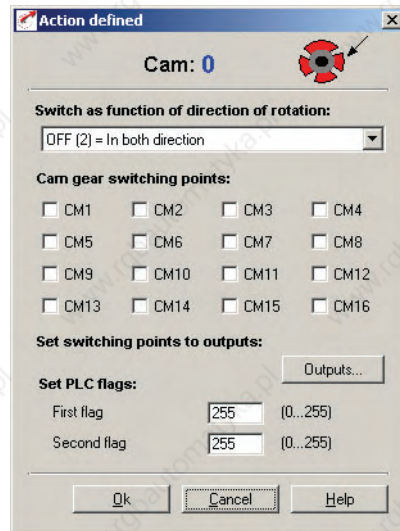 Action defined
Cam: 0
Switch as function of direction of rotation:
OFF (2) = In both direction
Cam gear switching points:
CM1 CM2 CM3 CM4
CM5 CM6 CM7 CM8
CM9 CM10 CM11 CM12
CM13 CM14 CM15 CM16
Set switching points to outputs:
Outputs...
Set PLC flags:
First flag 255 (0...255)
Second flag 255 (0...255)
Ok Cancel Help